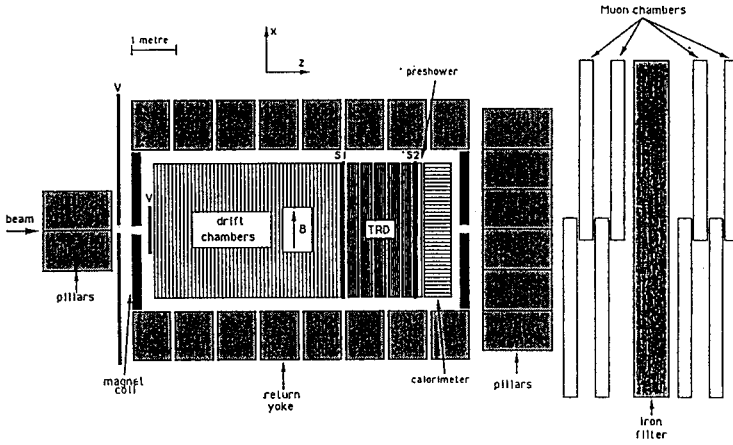 Muon chambers
1 metre
x
z
preshower
V
S1
S2
V
beam
drift
chambers
B
TRD
pillars
magnet
coil
return
yoke
calorimeter
pillars
iron
filter